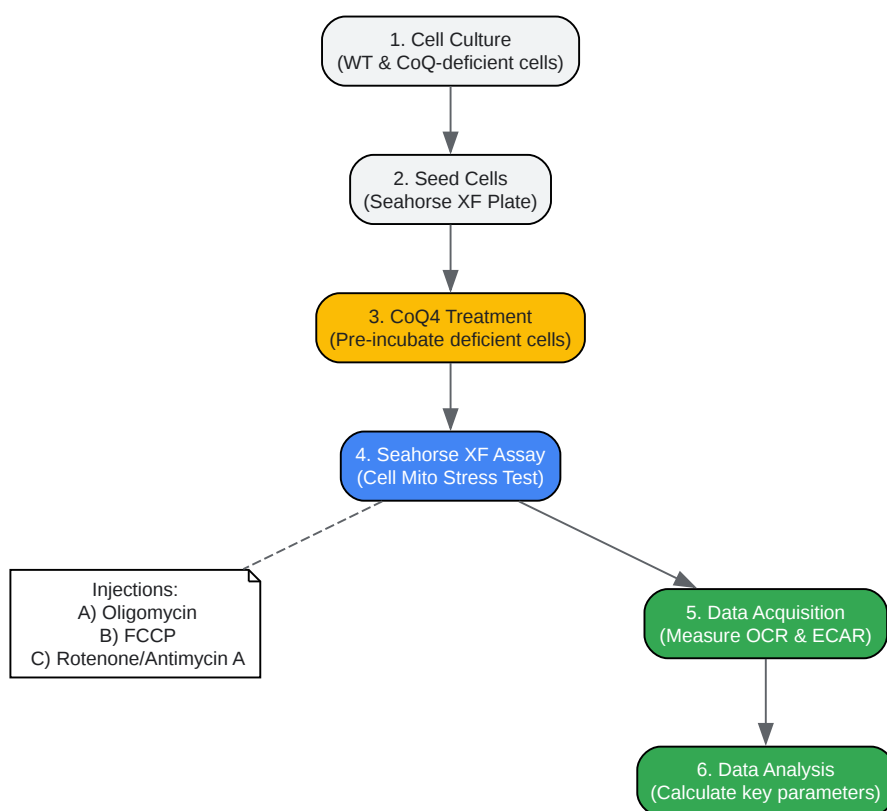 1. Cell Culture
(WT & CoQ-deficient cells)
2. Seed Cells
(Seahorse XF Plate)
3. CoQ4 Treatment
(Pre-incubate deficient cells)
4. Seahorse XF Assay
(Cell Mito Stress Test)
Injections:
A) Oligomycin
B) FCCP
C) Rotenone/Antimycin A
5. Data Acquisition
(Measure OCR & ECAR)
6. Data Analysis
(Calculate key parameters)